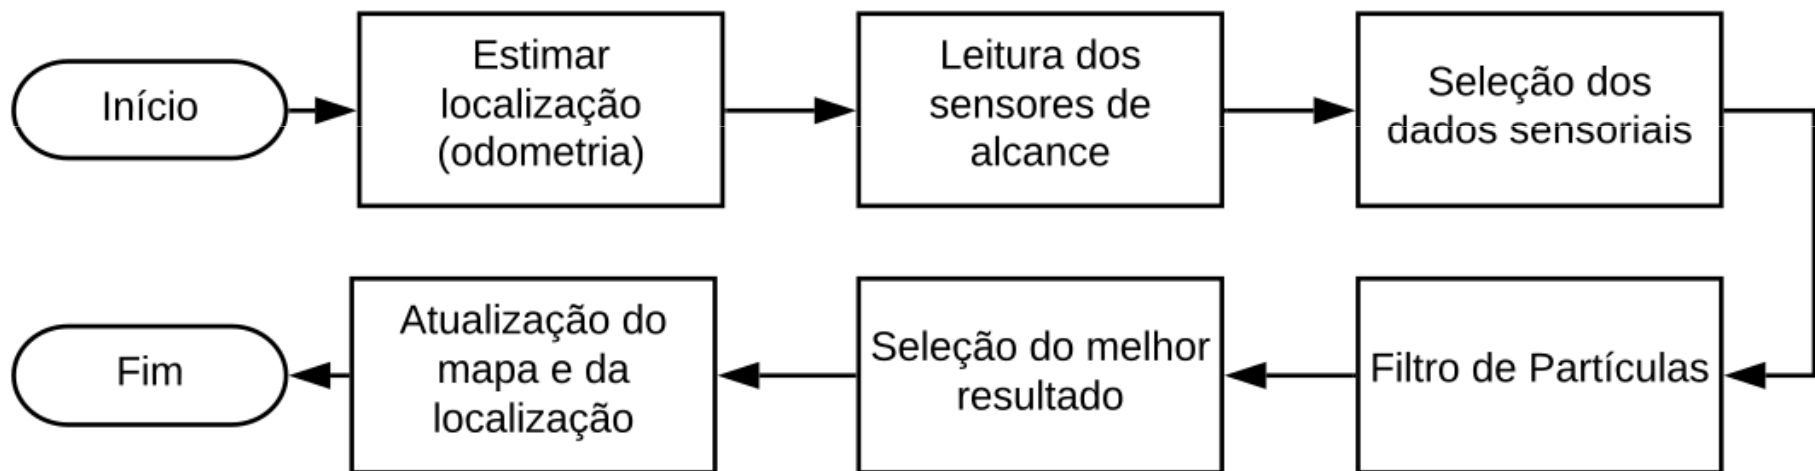 Início
Estimar
localização
(odometria)
Leitura dos
sensores de
alcance
Seleção dos
dados sensoriais
Filtro de Partículas
Seleção do melhor
resultado
Atualização do
mapa e da
localização
Fim